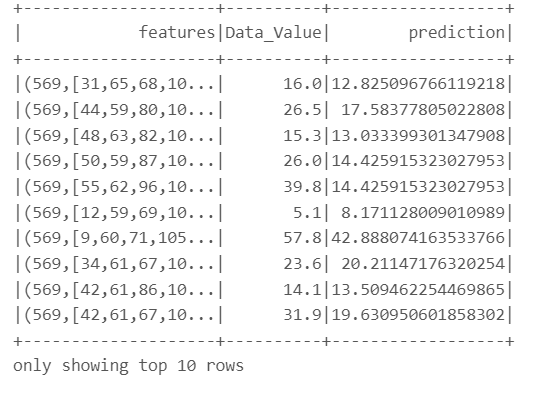 +--------------------+----------+------------------+
|            features|Data_Value|        prediction|
+--------------------+----------+------------------+
|(569,[31,65,68,10...|      16.0|12.825096766119218|
|(569,[44,59,80,10...|      26.5| 17.58377805022808|
|(569,[48,63,82,10...|      15.3|13.033399301347908|
|(569,[50,59,87,10...|      26.0|14.425915323027953|
|(569,[55,62,96,10...|      39.8|14.425915323027953|
|(569,[12,59,69,10...|       5.1| 8.171128009010989|
|(569,[9,60,71,105...|      57.8|42.888074163533766|
|(569,[34,61,67,10...|      23.6| 20.21147176320254|
|(569,[42,61,86,10...|      14.1|13.509462254469865|
|(569,[42,61,67,10...|      31.9|19.630950601858302|
+--------------------+----------+------------------+
only showing top 10 rows